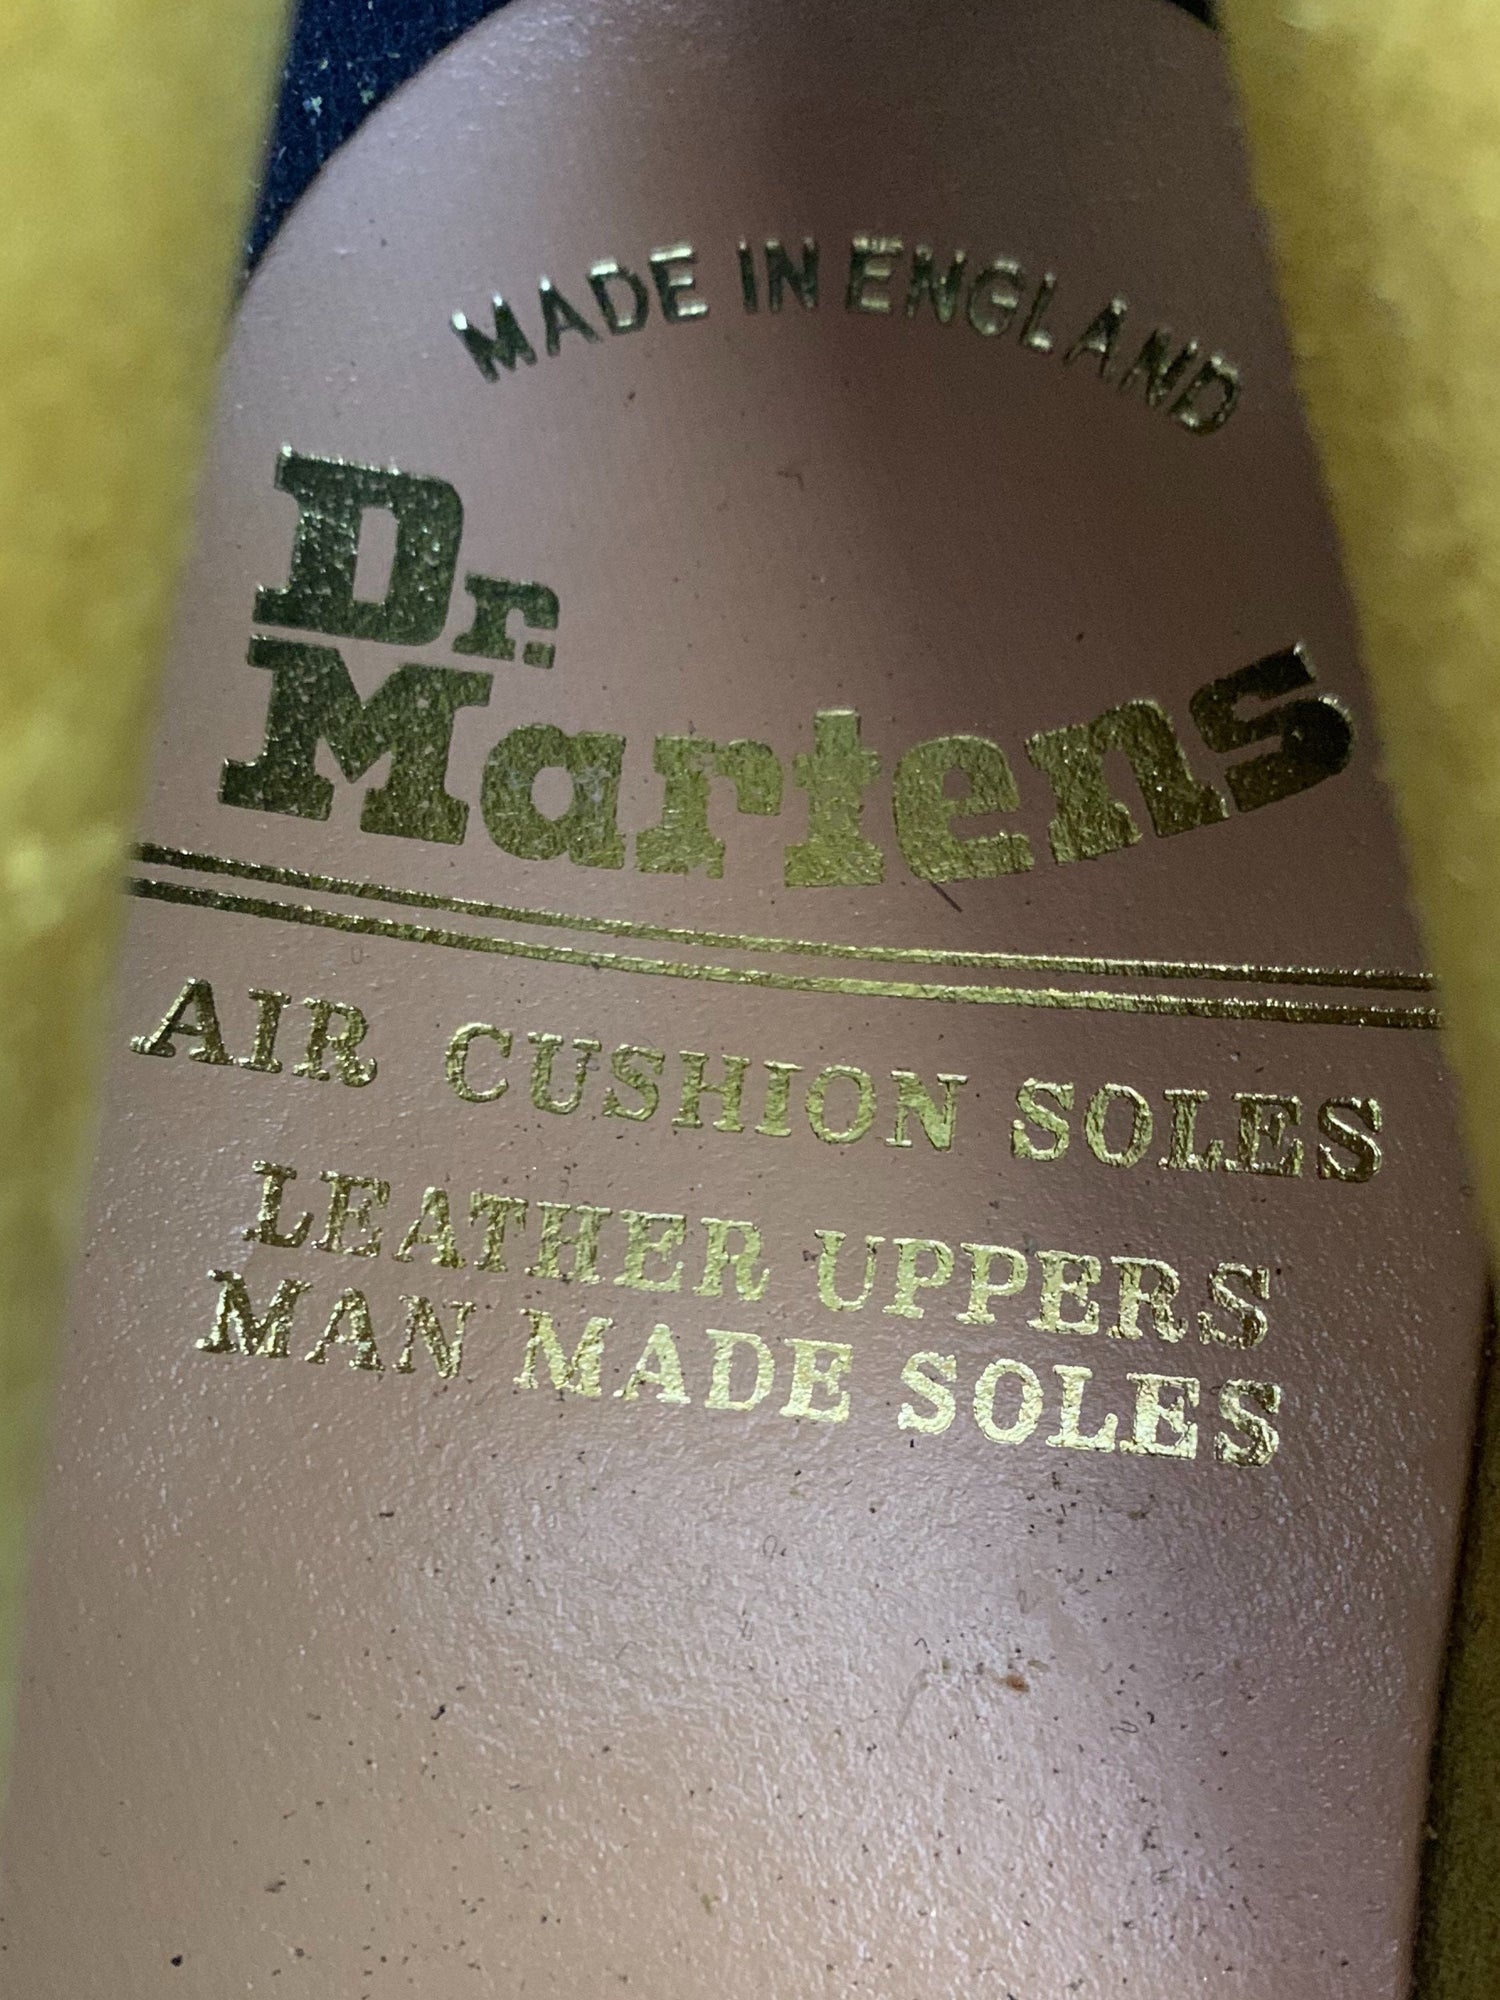 MADE IN ENGLAND
Dr.
Martens
AIR CUSHION SOLES
LEATHER UPPERS
MAN MADE SOLES